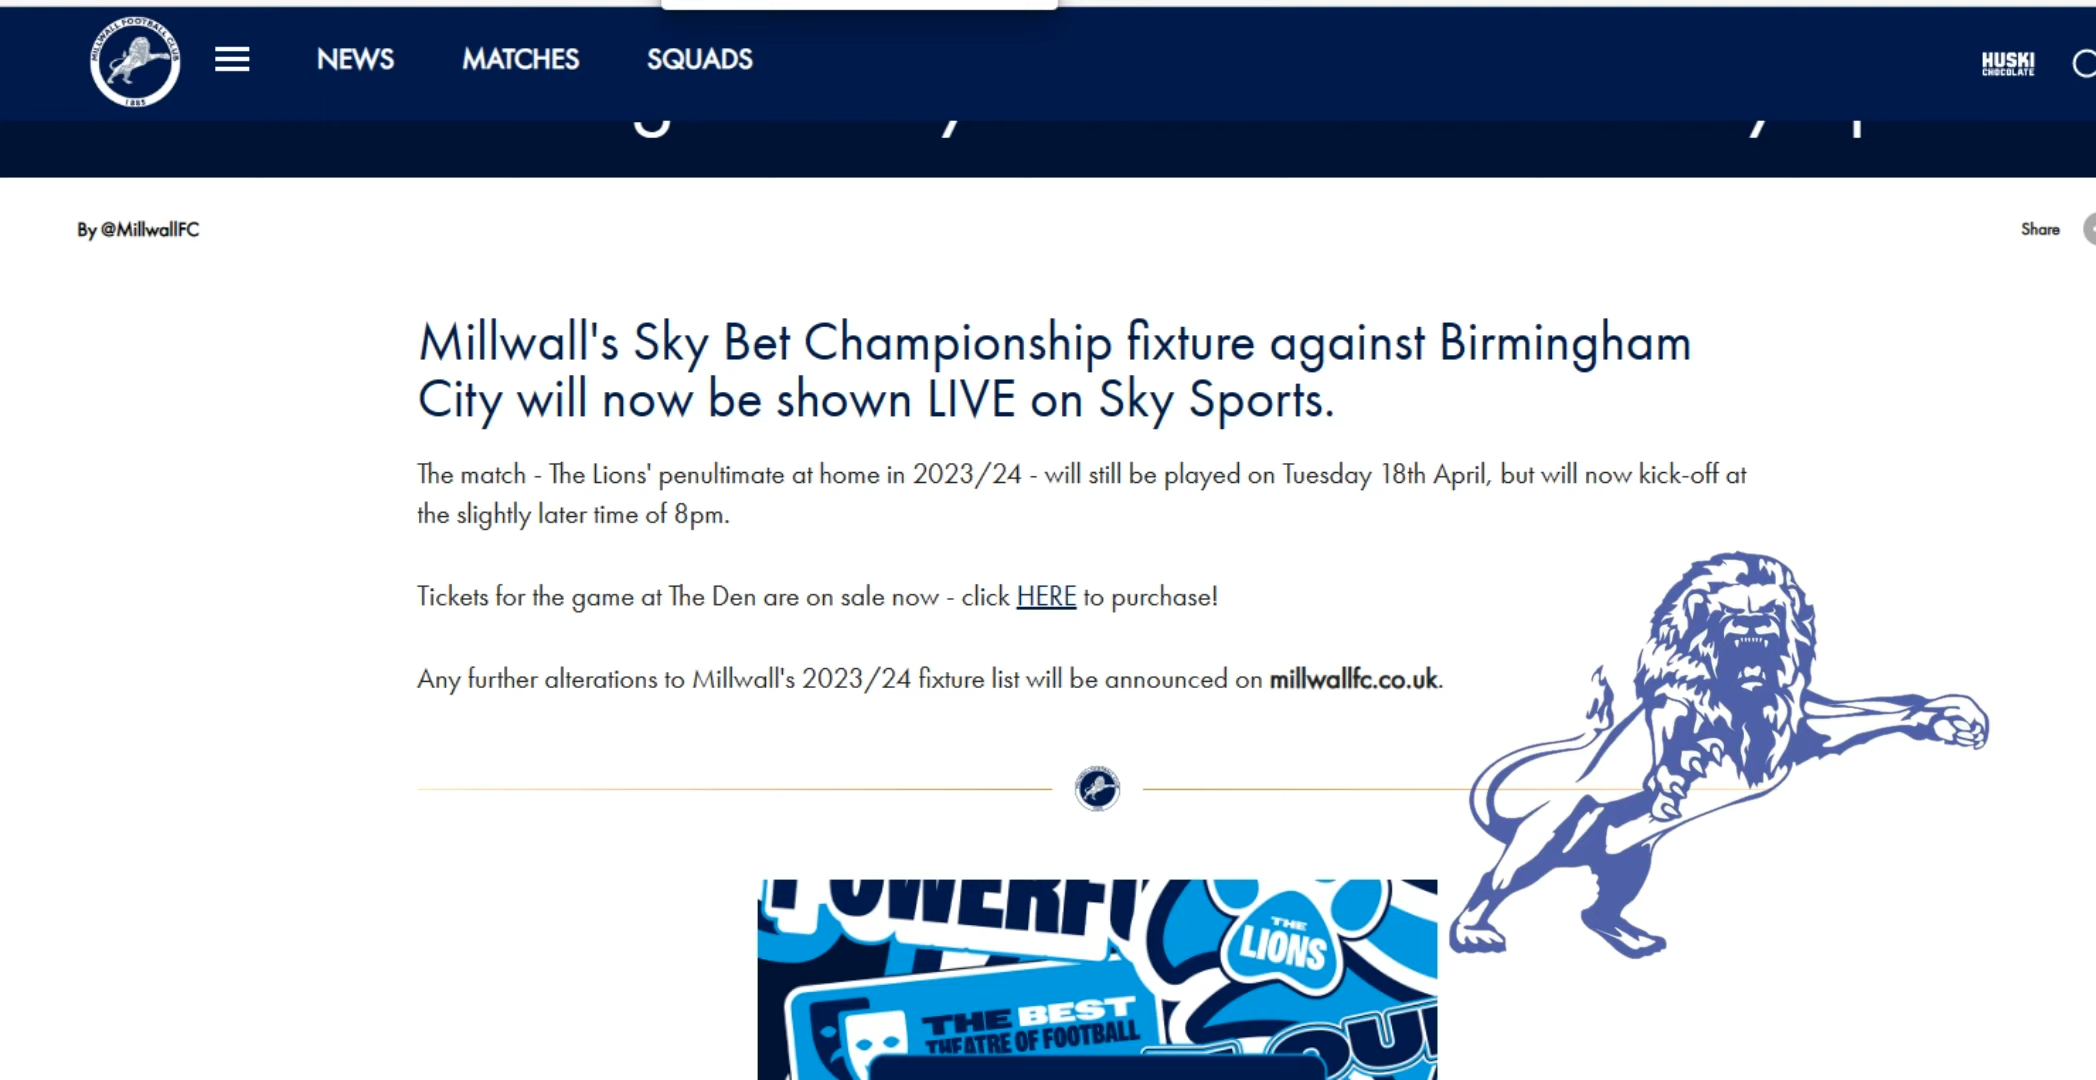 MILLWALL FOOTBALL CLUB
1885
NEWS MATCHES SQUADS
HUSKI
CHOCOLATE
By @MillwallFC
Share
Millwall's Sky Bet Championship fixture against Birmingham
City will now be shown LIVE on Sky Sports.
The match - The Lions' penultimate at home in 2023/24 - will still be played on Tuesday 18th April, but will now kick-off at
the slightly later time of 8pm.
Tickets for the game at The Den are on sale now - click HERE to purchase!
Any further alterations to Millwall's 2023/24 fixture list will be announced on millwallfc.co.uk.
THE
LIONS
THE BEST
THEATRE OF FOOTBALL